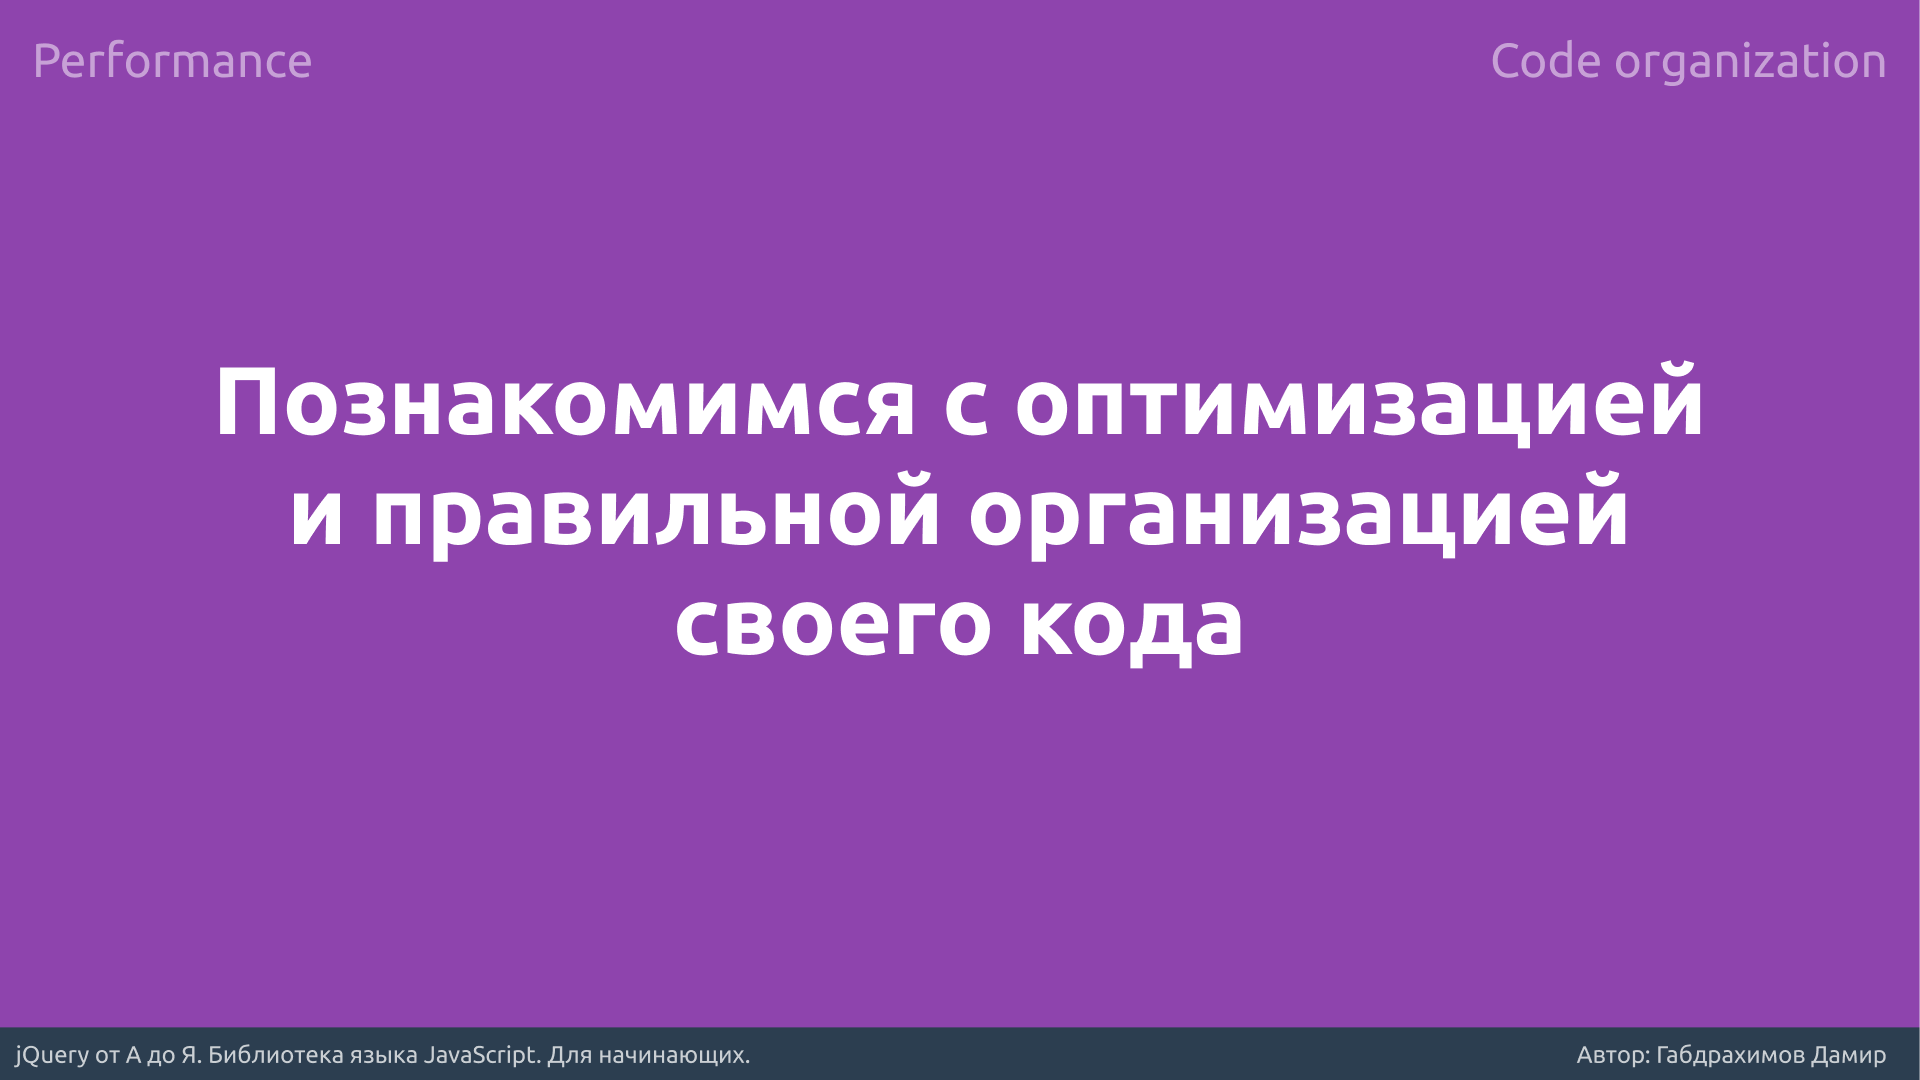 Performance
Code organization
Познакомимся с оптимизацией
и правильной организацией
своего кода
jQuery от А до Я. Библиотека языка JavaScript. Для начинающих.
Автор: Габдрахимов Дамир